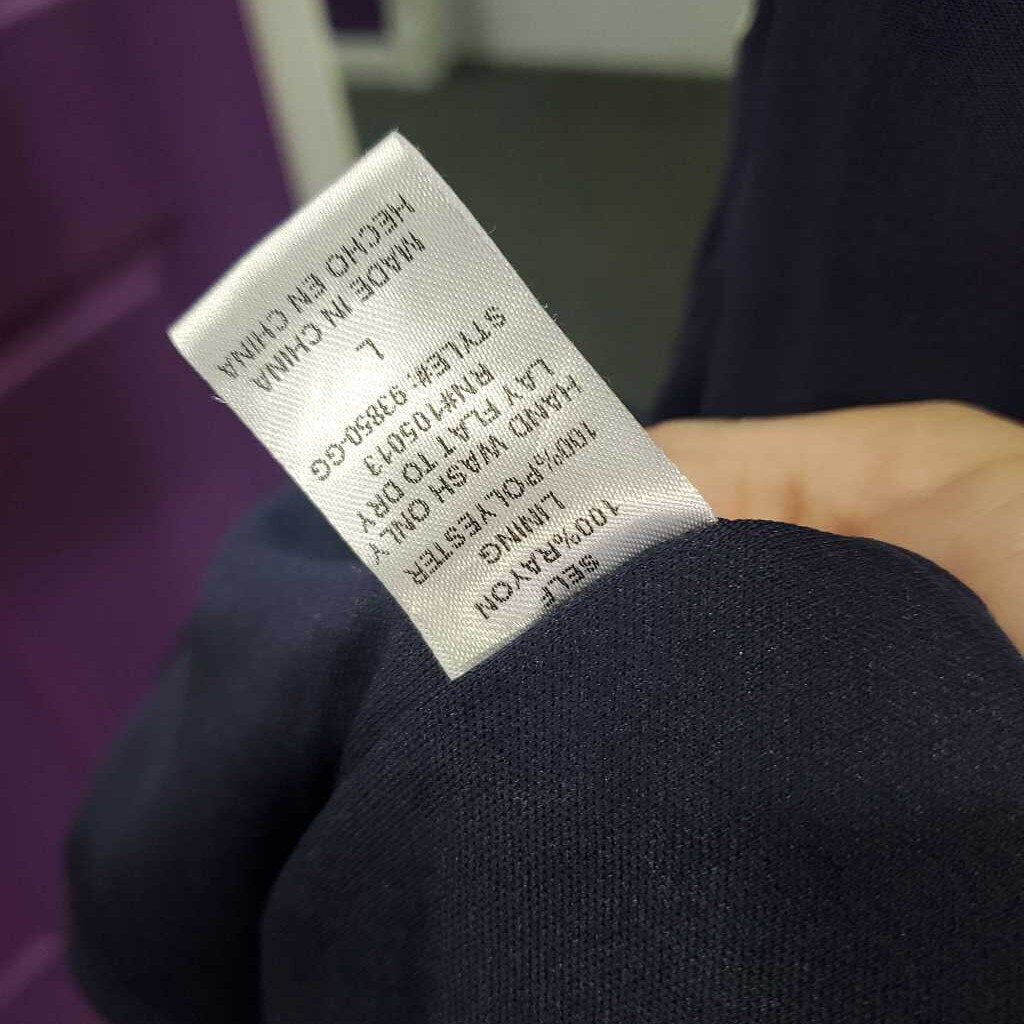 SELF
100%RAYON
LINING
100%POLYESTER
HAND WASH ONLY
LAY FLAT TO DRY
RN#105013
STYLE#: 93850-GG
L
MADE IN CHINA
HECHO EN CHINA